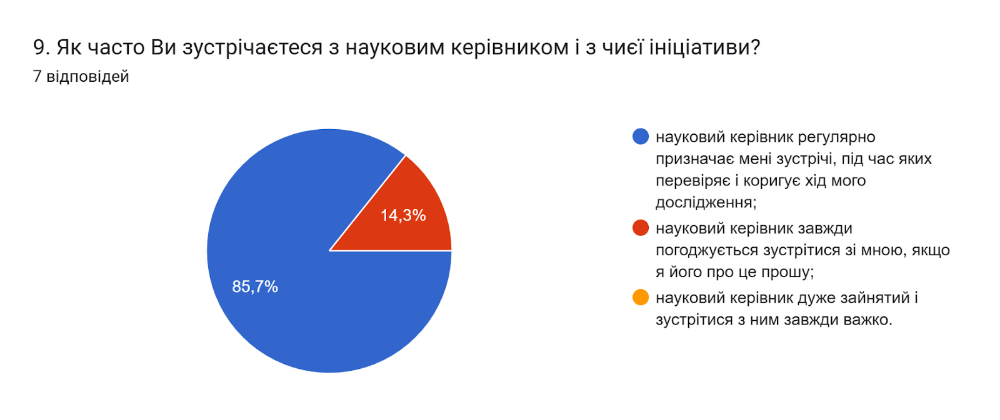 9. Як часто Ви зустрічаєтеся з науковим керівником і з чиєї ініціативи?
7 відповідей
14,3%
85,7%
науковий керівник регулярно
призначає мені зустрічі, під час яких
перевіряє і коригує хід мого
дослідження;
науковий керівник завжди
погоджується зустрітися зі мною, якщо
я його про це прошу;
науковий керівник дуже зайнятий і
зустрітися з ним завжди важко.